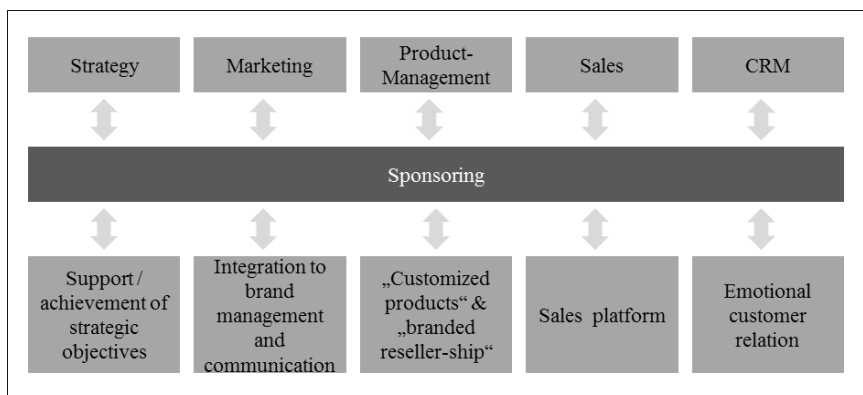 Strategy
Marketing
Product-
Management
Sales
CRM
Sponsoring
Support /
achievement of
strategic
objectives
Integration to
brand
management
and
communication
„Customized
products“ &
„branded
reseller-ship“
Sales platform
Emotional
customer
relation